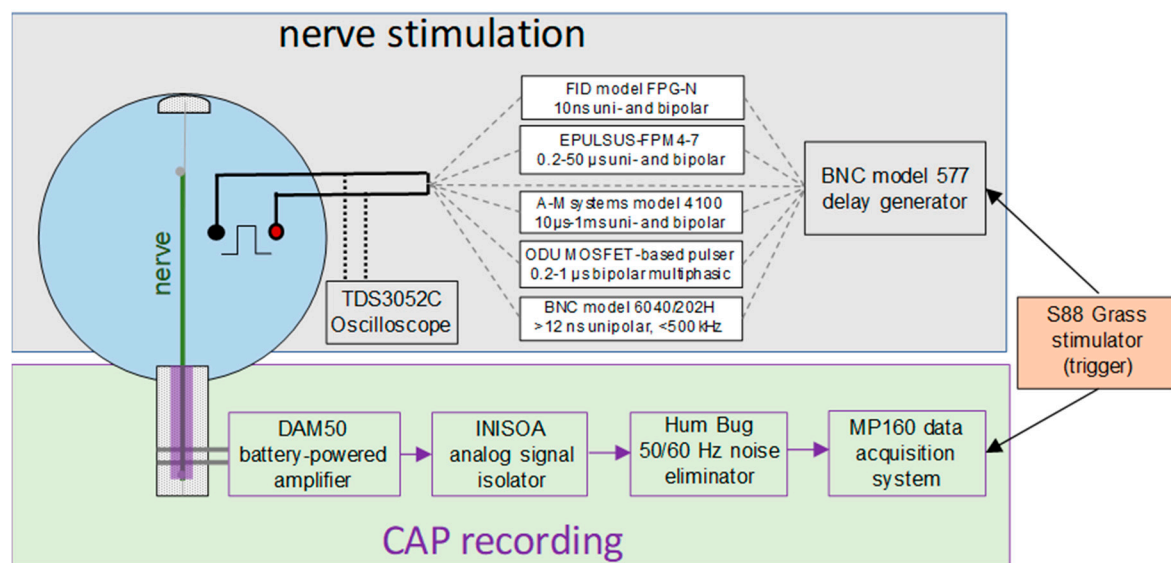 nerve stimulation
FID model FPG-N
10ns uni- and bipolar
EPULSUS-FPM4-7
0.2-50 µs uni- and bipolar
A-M systems model 4100
10µs-1ms uni- and bipolar
ODU MOSFET-based pulser
0.2-1 µs bipolar multiphasic
BNC model 6040/202H
>12 ns unipolar, <500 kHz
BNC model 577
delay generator
nerve
TDS3052C
Oscilloscope
S88 Grass
stimulator
(trigger)
DAM50
battery-powered
amplifier
INISOA
analog signal
isolator
Hum Bug
50/60 Hz noise
eliminator
MP160 data
acquisition
system
CAP recording